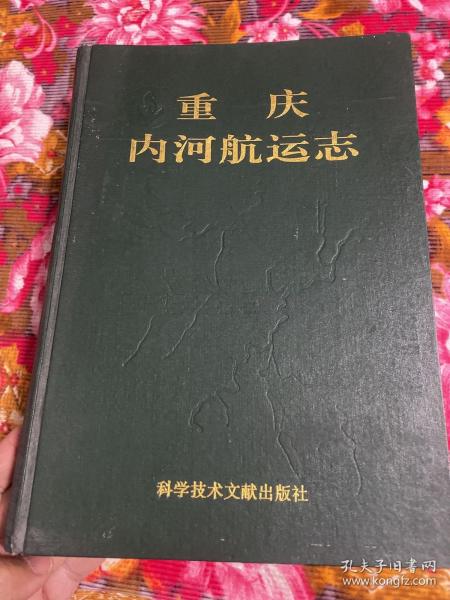 重 庆
内河航运志
科学技术文献出版社
孔夫子旧书网
www.kongfz.com